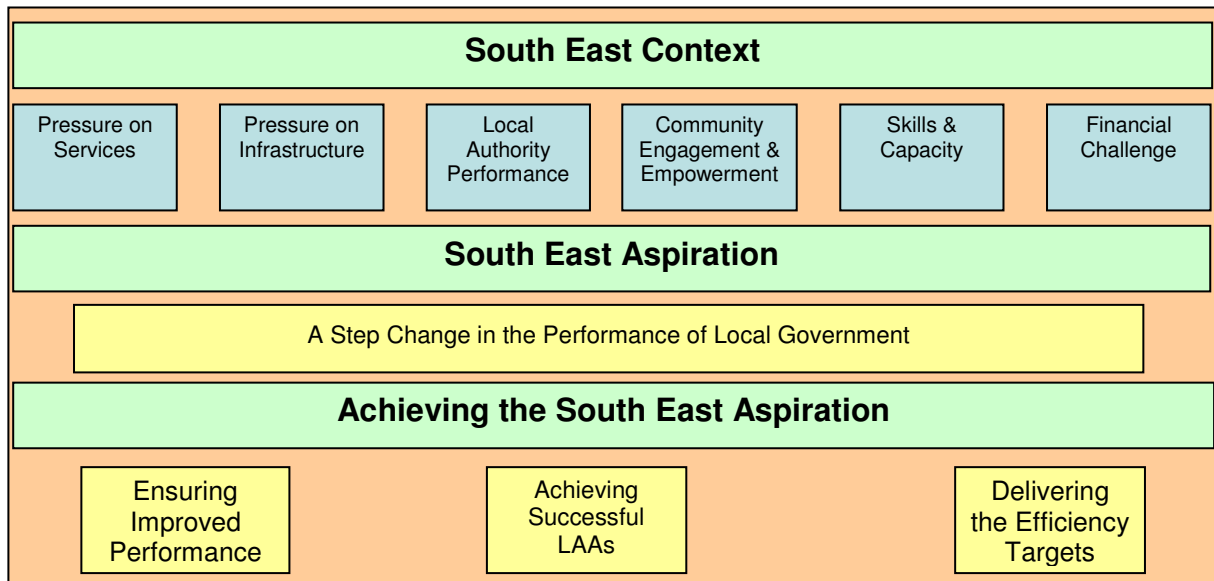 South East Context
Pressure on
Services
Pressure on
Infrastructure
Local
Authority
Performance
Community
Engagement &
Empowerment
Skills &
Capacity
Financial
Challenge
South East Aspiration
A Step Change in the Performance of Local Government
Achieving the South East Aspiration
Ensuring
Improved
Performance
Achieving
Successful
LAAs
Delivering
the Efficiency
Targets